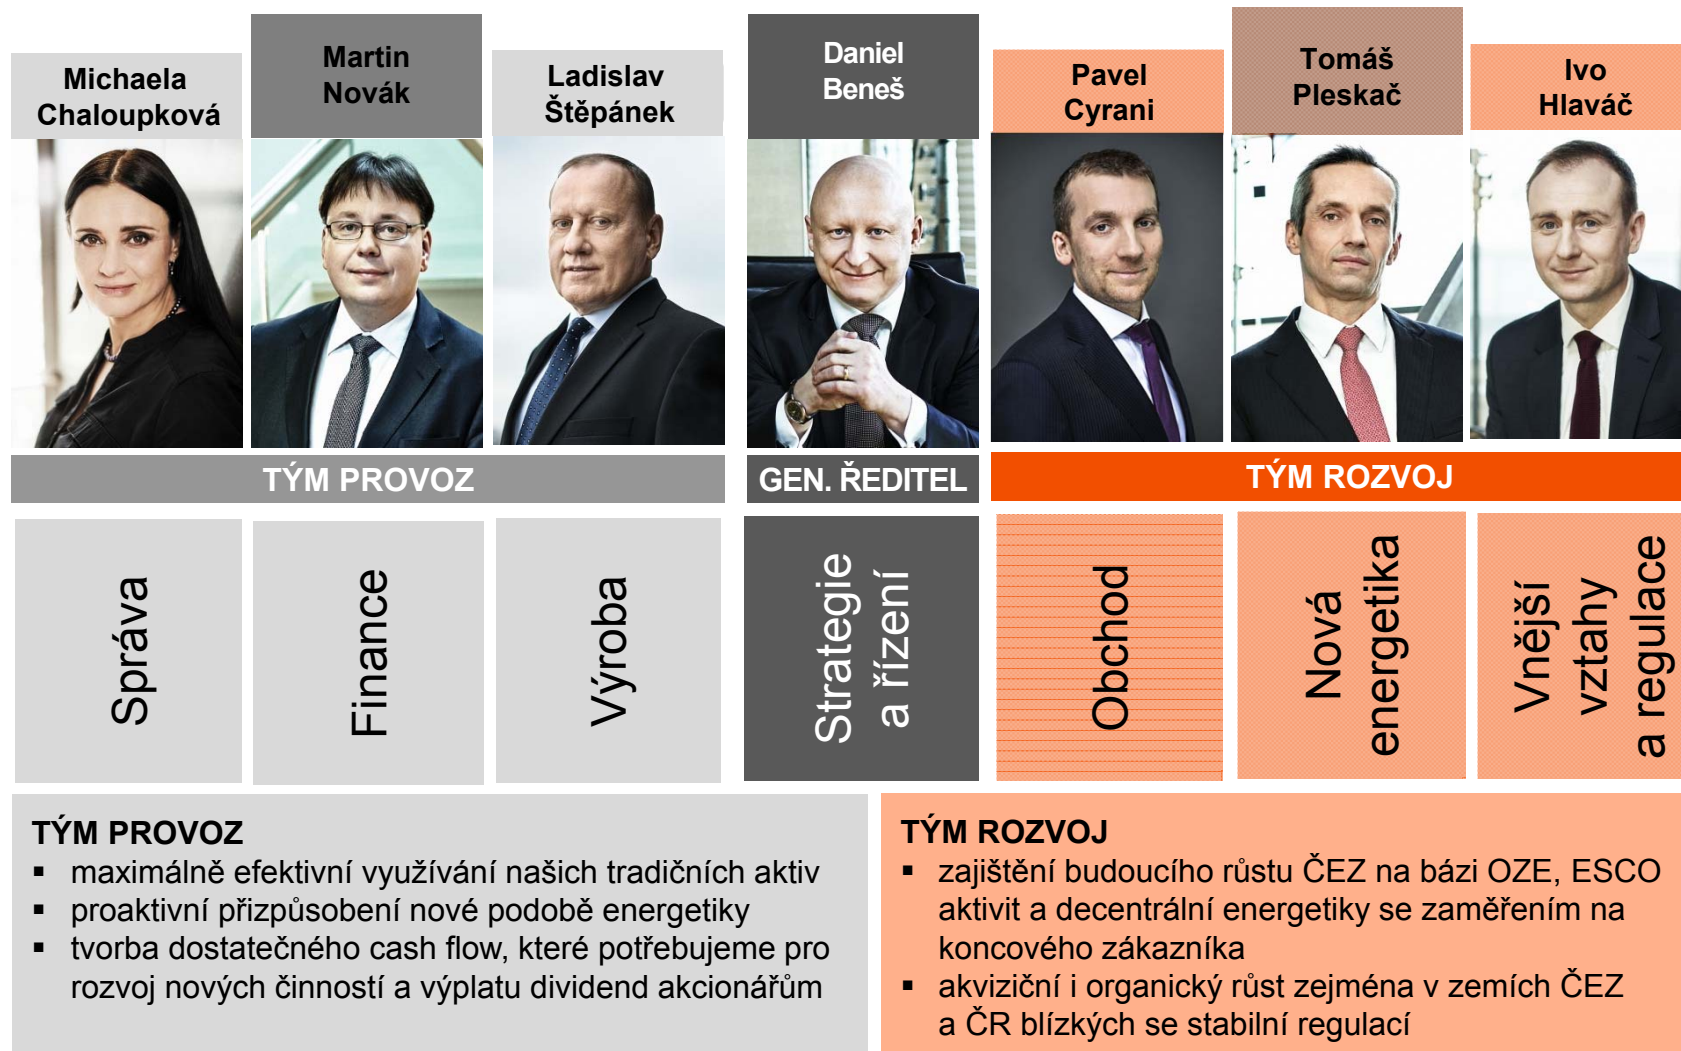 Michaela
Chaloupková
Martin
Novák
Ladislav
Štěpánek
Daniel
Beneš
Pavel
Cyrani
Tomáš
Pleskač
Ivo
Hlaváč
TÝM PROVOZ
GEN. ŘEDITEL
TÝM ROZVOJ
Správa
Finance
Výroba
Strategie
a řízení
Obchod
Nová
energetika
Vnější
vztahy
a regulace
TÝM PROVOZ
▪ maximálně efektivní využívání našich tradičních aktiv
▪ proaktivní přizpůsobení nové podobě energetiky
▪ tvorba dostatečného cash flow, které potřebujeme pro
rozvoj nových činností a výplatu dividend akcionářům
TÝM ROZVOJ
▪ zajištění budoucího růstu ČEZ na bázi OZE, ESCO
aktivit a decentrální energetiky se zaměřením na
koncového zákazníka
▪ akviziční i organický růst zejména v zemích ČEZ
a ČR blízkých se stabilní regulací